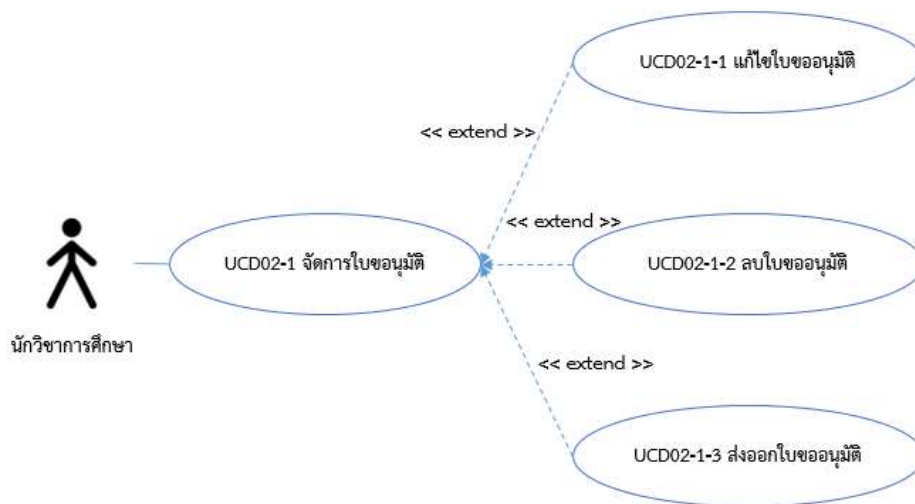 UCD02-1-1 แก้ไขใบขออนุมัติ
<< extend >>
<< extend >>
UCD02-1 จัดการใบขอนุมัติ
UCD02-1-2 ลบใบขออนุมัติ
นักวิชาการศึกษา
<< extend >>
UCD02-1-3 ส่งออกใบขออนุมัติ